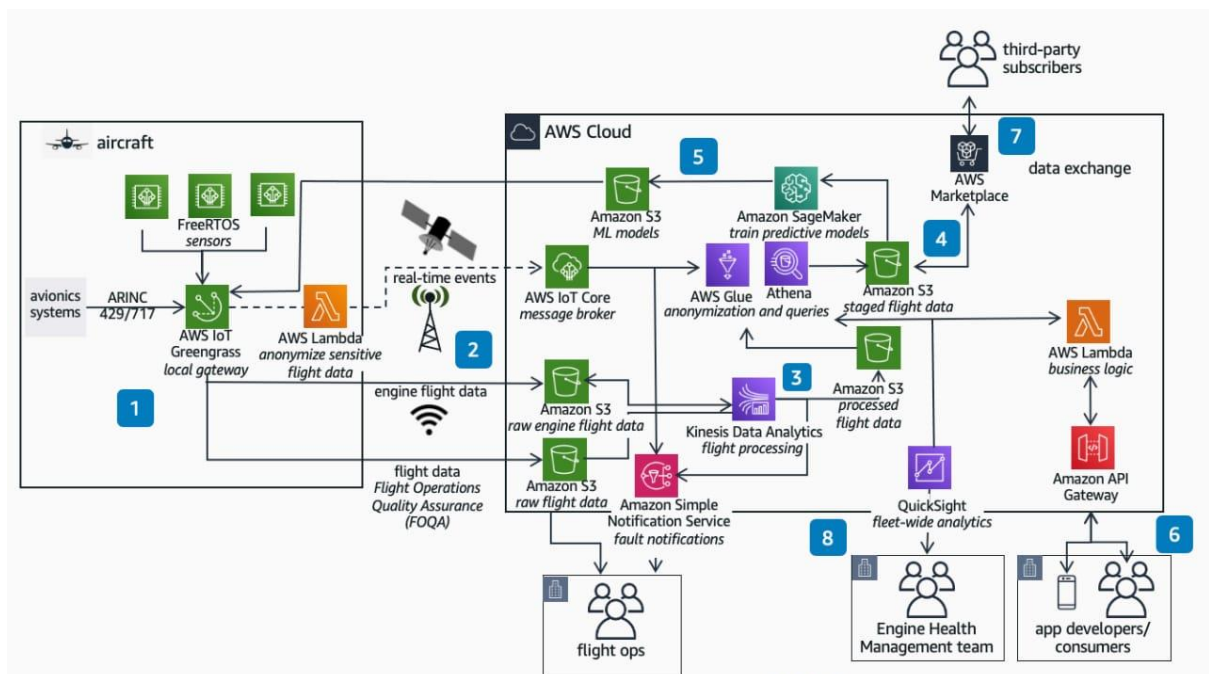 third-party
subscribers
aircraft
AWS Cloud
7
5
AWS
Marketplace
data exchange
FreeRTOS
sensors
Amazon S3
ML models
Amazon SageMaker
train predictive models
4
real-time events
avionics
systems
ARINC
429/717
AWS IoT
Greengrass
local gateway
AWS Lambda
anonymize sensitive
flight data
2
AWS IoT Core
message broker
AWS Glue
Athena
anonymization and queries
Amazon S3
staged flight data
AWS Lambda
business logic
1
engine flight data
Amazon S3
raw engine flight data
3
Kinesis Data Analytics
flight processing
Amazon S3
processed
flight data
flight data
Flight Operations
Quality Assurance
(FOQA)
Amazon S3
raw flight data
Amazon Simple
Notification Service
fault notifications
QuickSight
fleet-wide analytics
Amazon API
Gateway
8
6
flight ops
Engine Health
Management team
app developers/
consumers